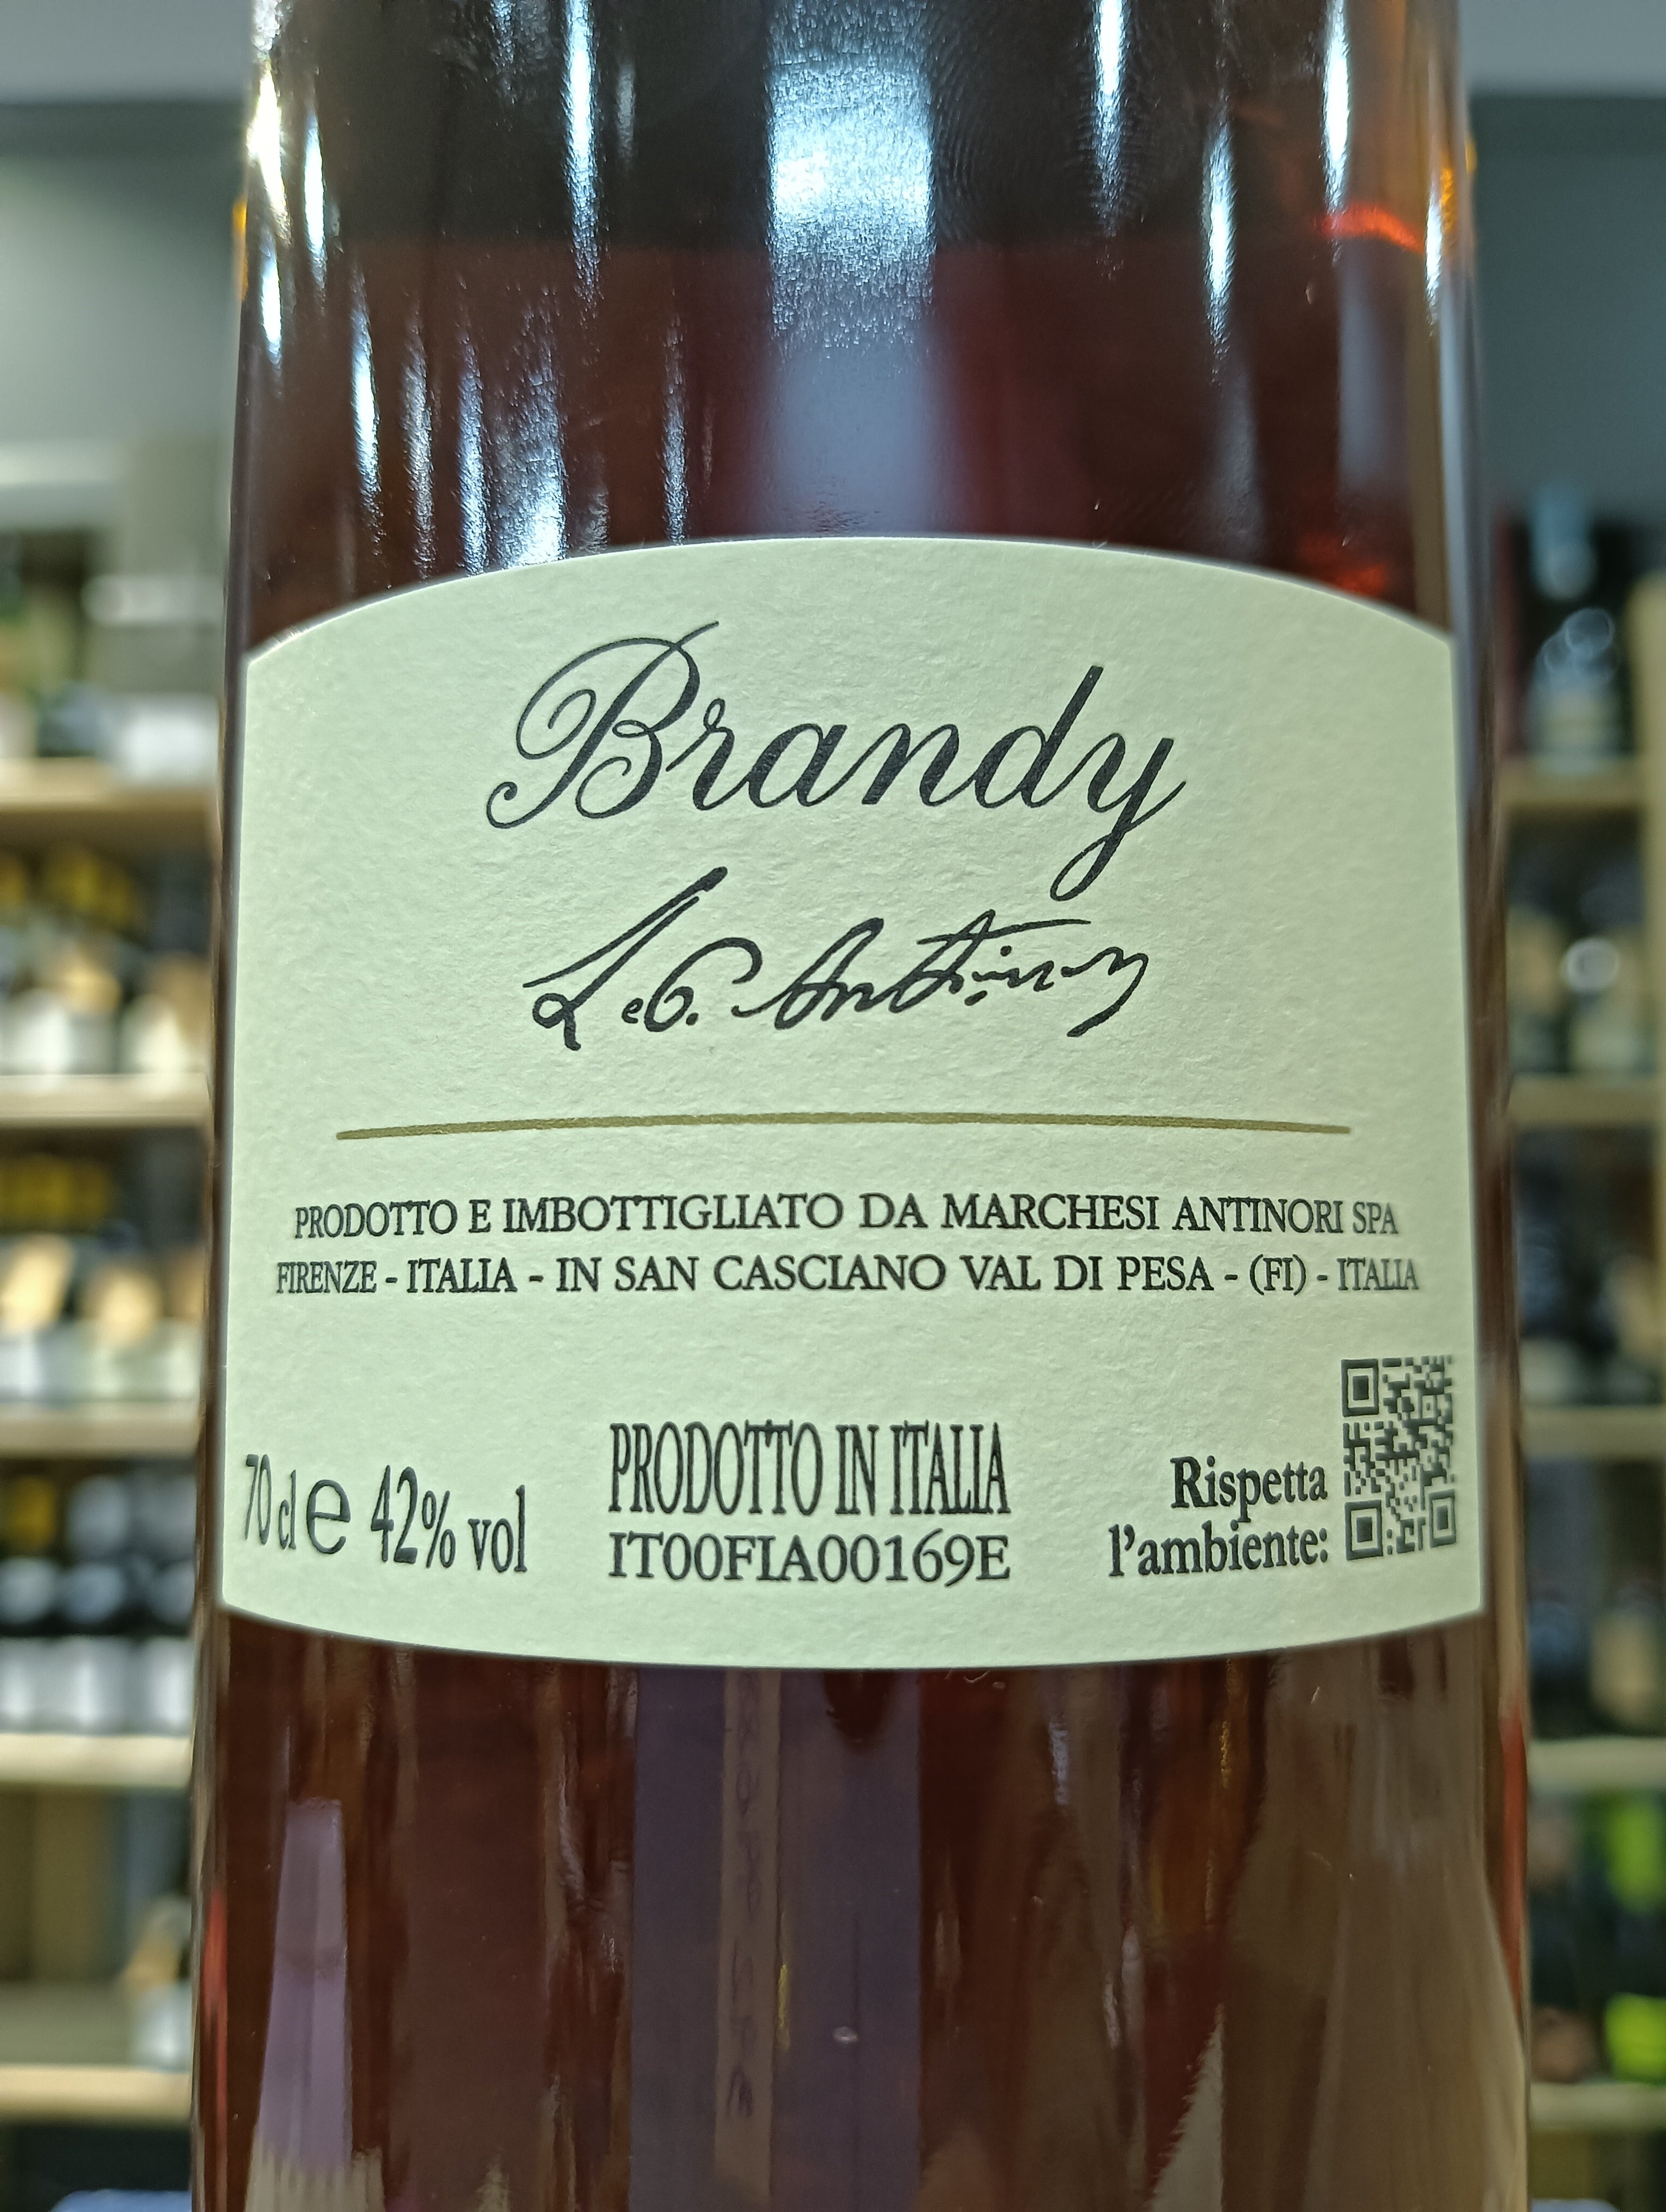 Brandy
L. e P. Antinori
PRODOTTO E IMBOTTIGLIATO DA MARCHESI ANTINORI SPA
FIRENZE - ITALIA - IN SAN CASCIANO VAL DI PESA - (FI) - ITALIA
70 cl e 42% vol
PRODOTTO IN ITALIA
IT00FIA00169E
Rispetta
l'ambiente: